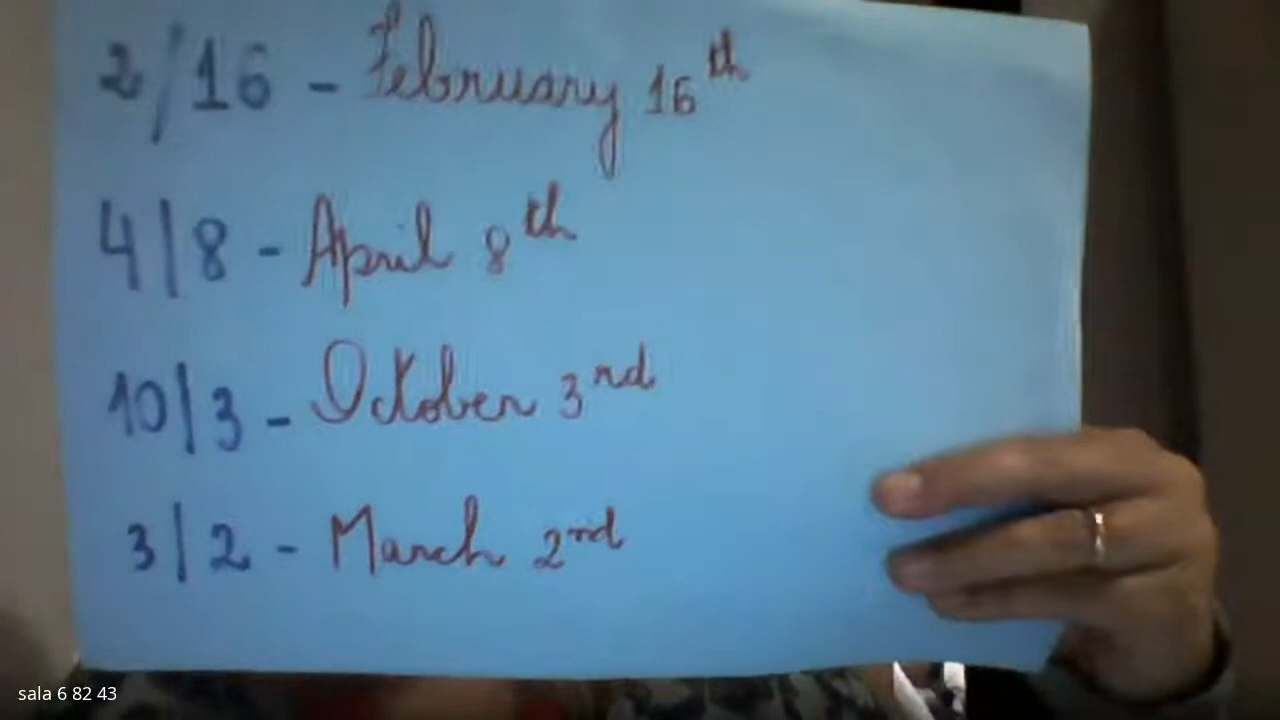 2/16 - February 16th
4/8 - April 8th
10/3 - October 3rd
3/2 - March 2nd
sala 6 82 43